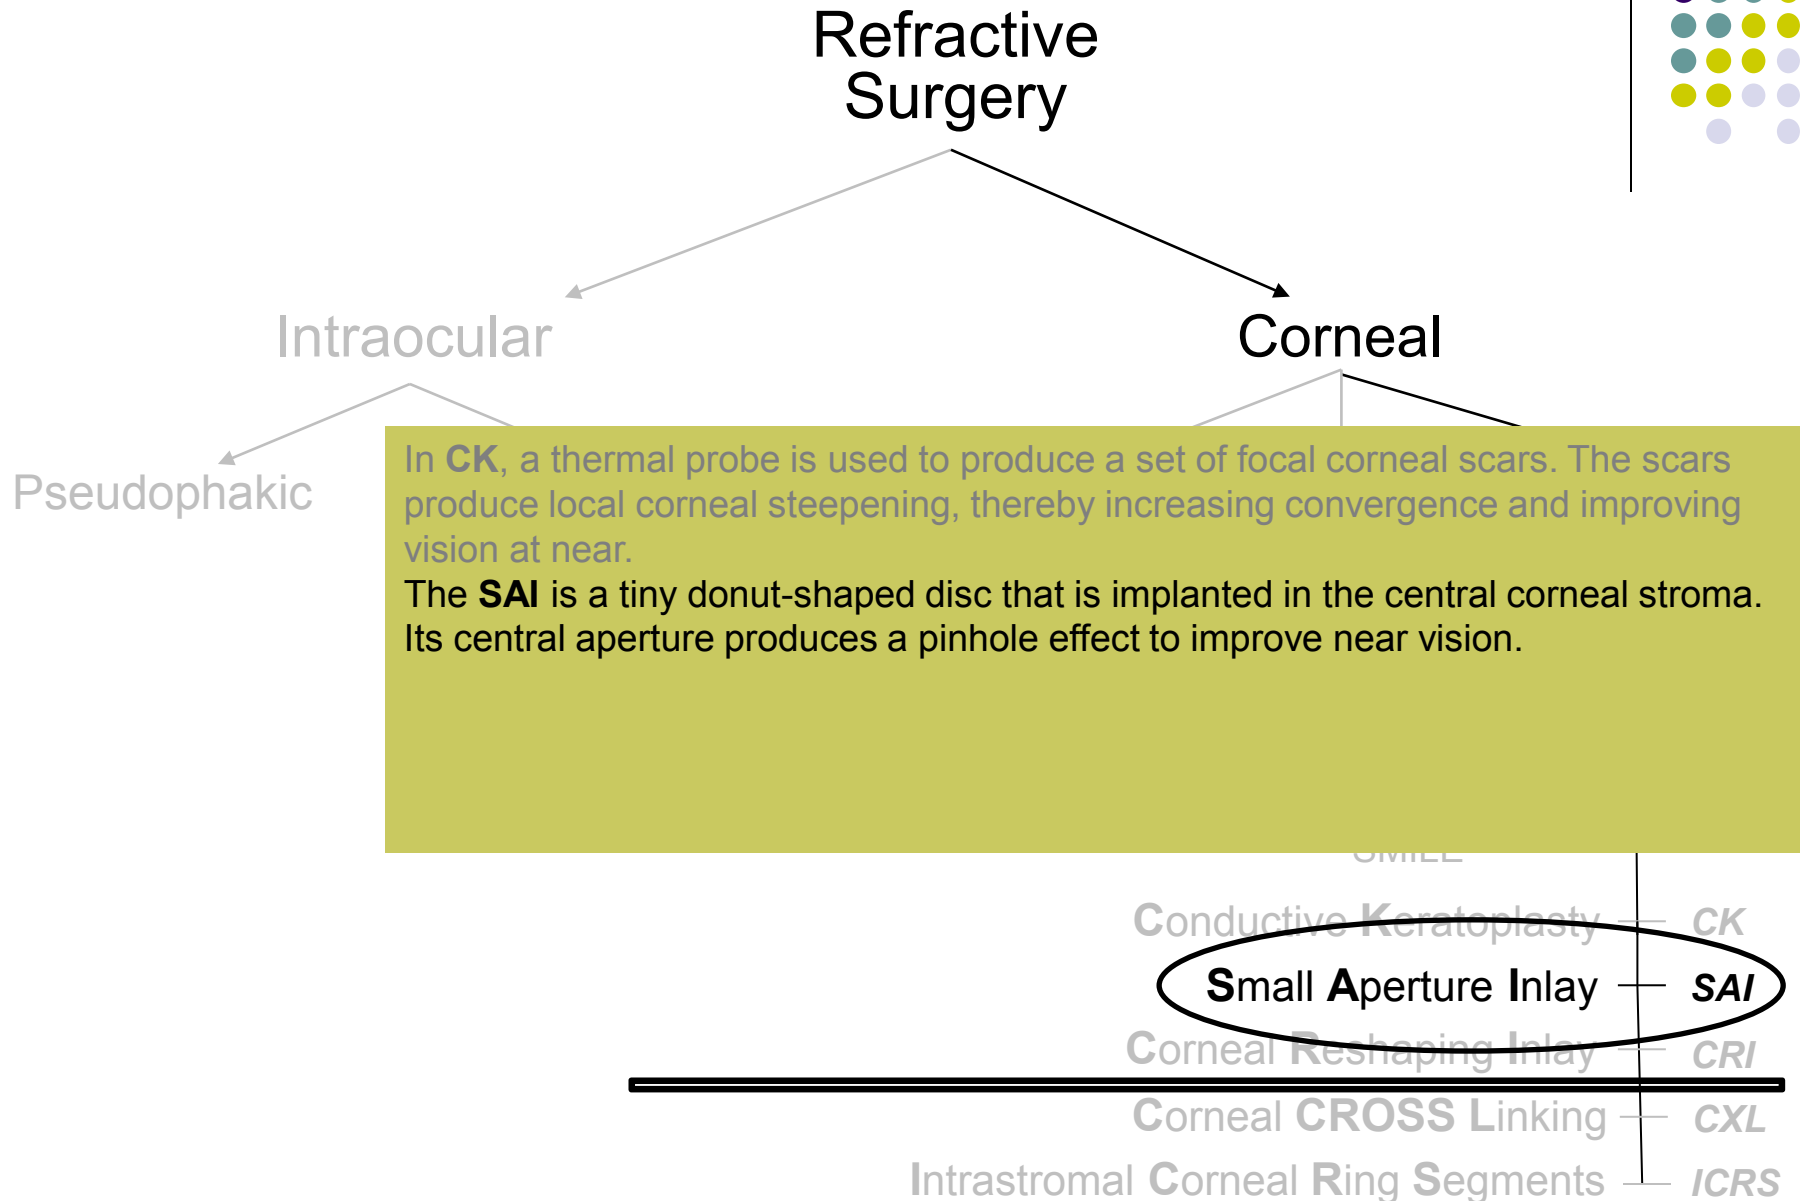 Refractive
Surgery
Intraocular
Corneal
Pseudophakic
In CK, a thermal probe is used to produce a set of focal corneal scars. The scars
produce local corneal steepening, thereby increasing convergence and improving
vision at near.
The SAI is a tiny donut-shaped disc that is implanted in the central corneal stroma.
Its central aperture produces a pinhole effect to improve near vision.
SMILE
Conductive Keratoplasty CK
Small Aperture Inlay SAI
Corneal Reshaping Inlay CRI
Corneal CROSS Linking CXL
Intrastromal Corneal Ring Segments ICRS